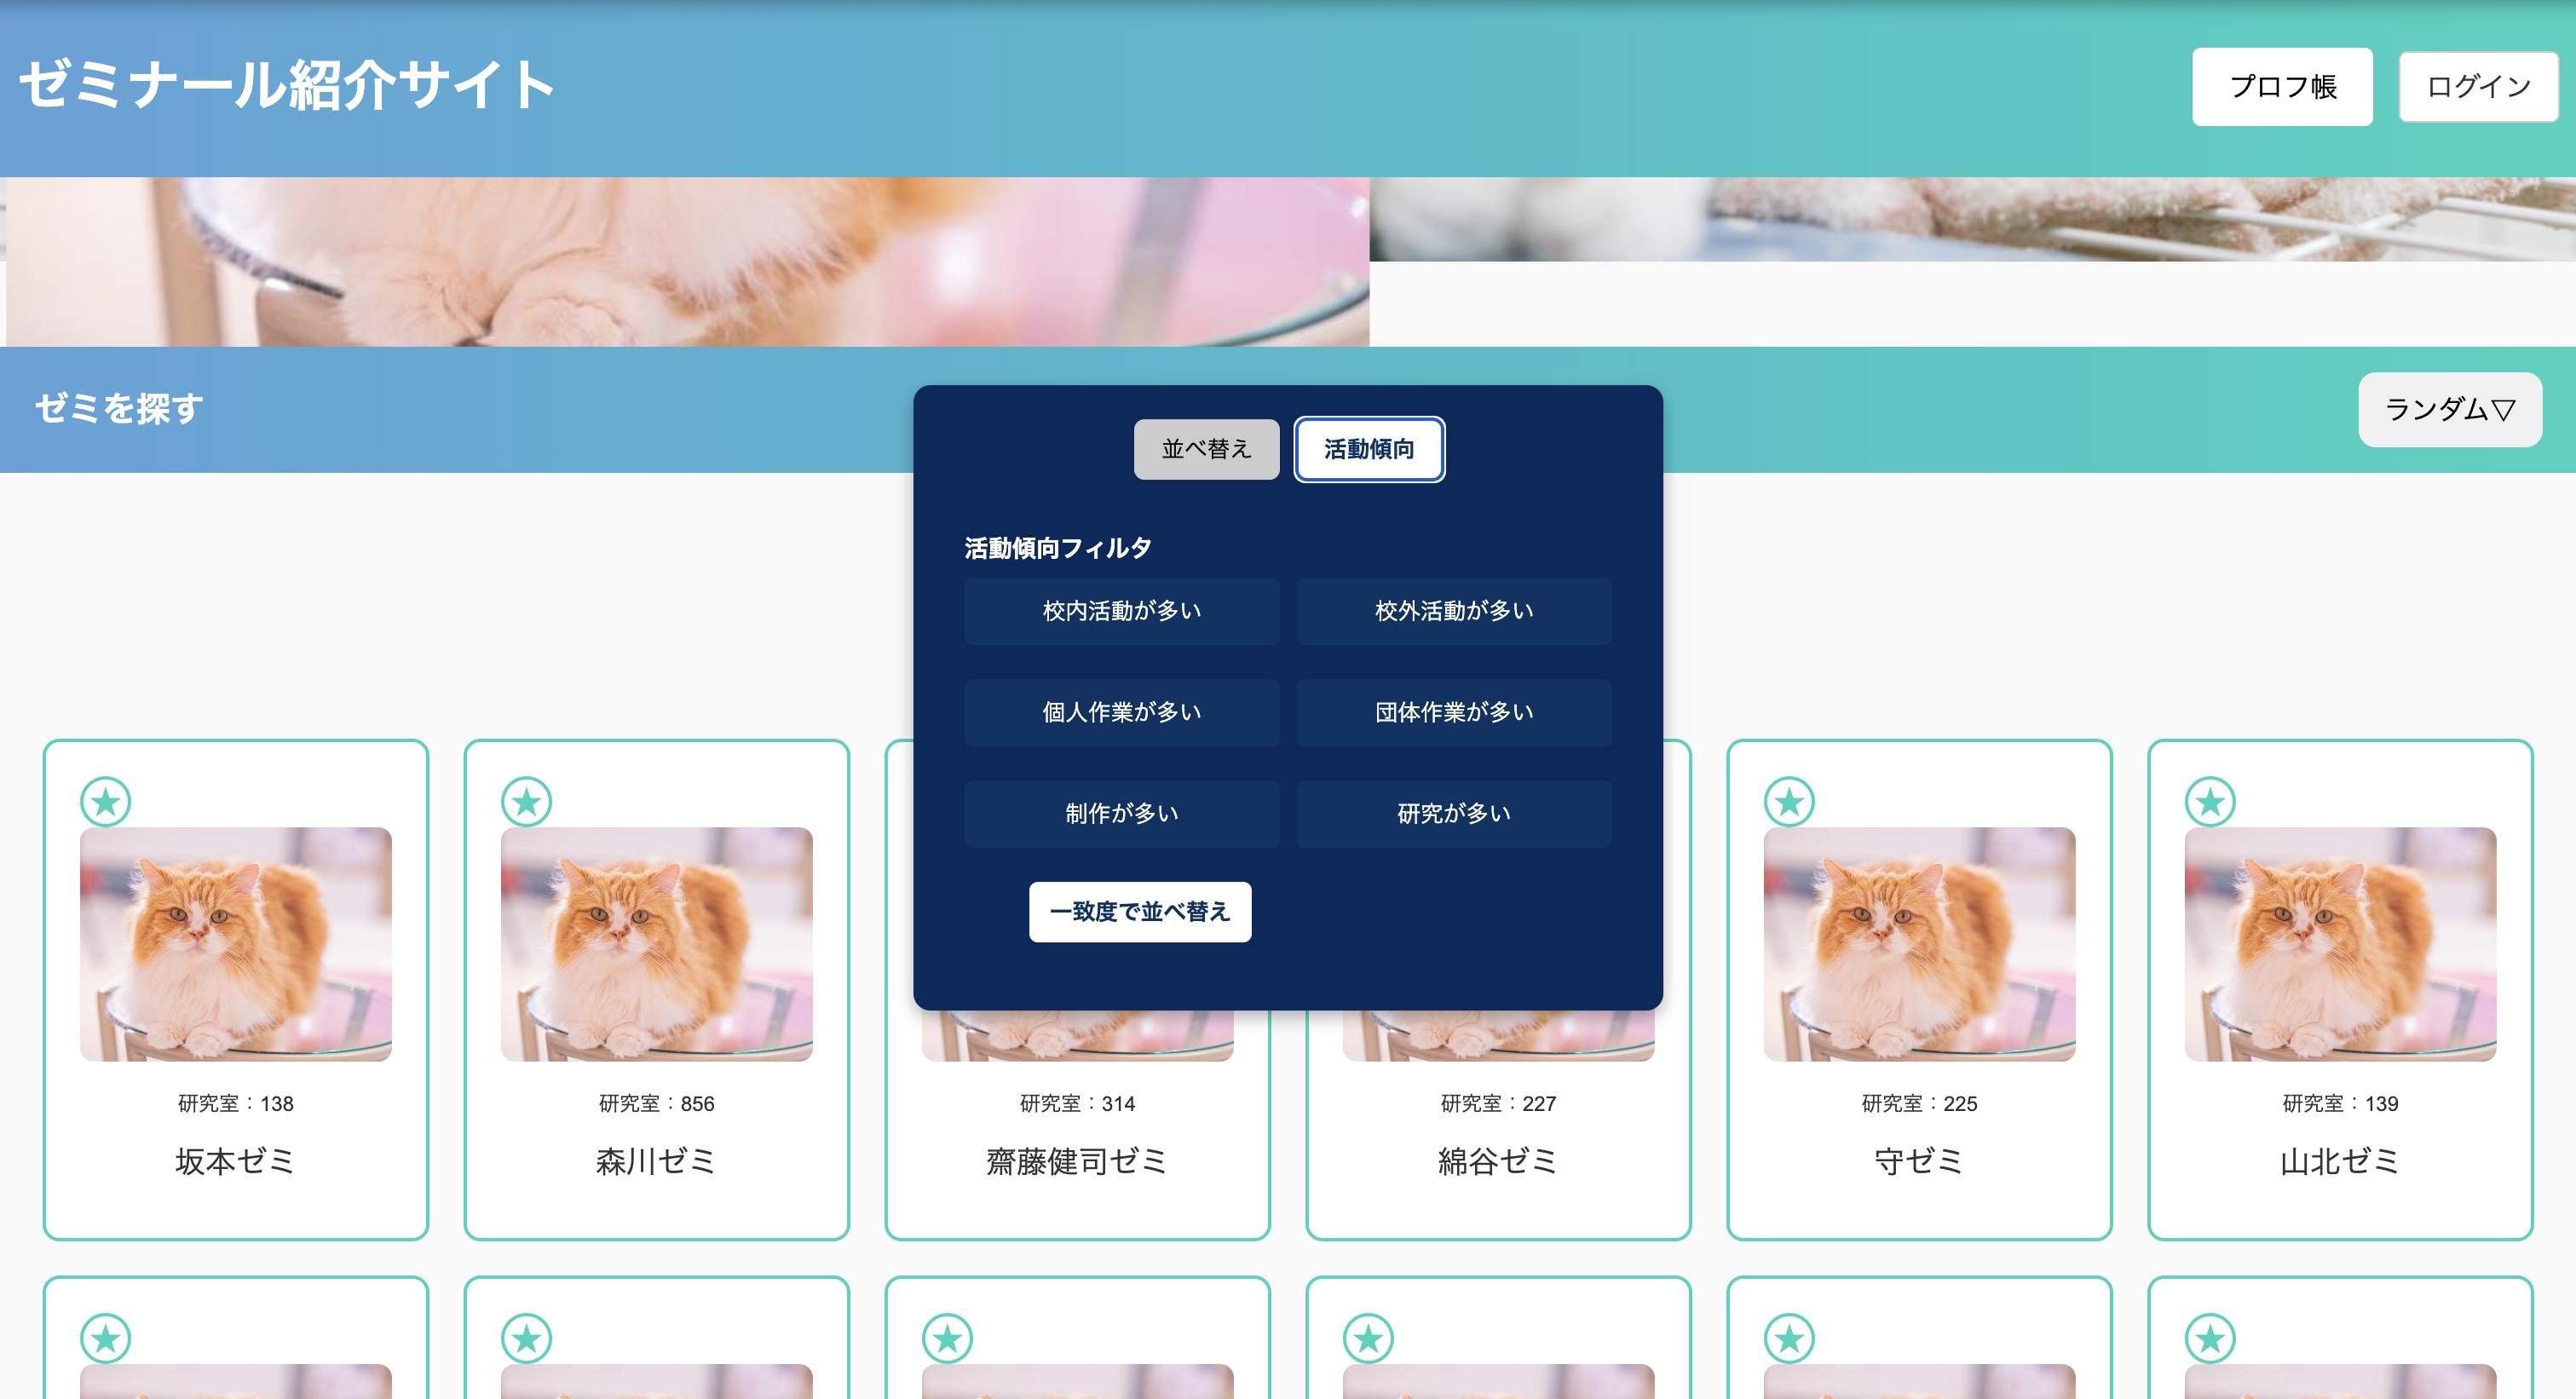 ゼミナール紹介サイト
プロフ帳
ログイン
ゼミを探す
ランダム▽
並べ替え
活動傾向
活動傾向フィルタ
校内活動が多い
校外活動が多い
個人作業が多い
団体作業が多い
制作が多い
研究が多い
一致度で並べ替え
研究室：138
坂本ゼミ
研究室：856
森川ゼミ
研究室：314
齋藤健司ゼミ
研究室：227
綿谷ゼミ
研究室：225
守ゼミ
研究室：139
山北ゼミ